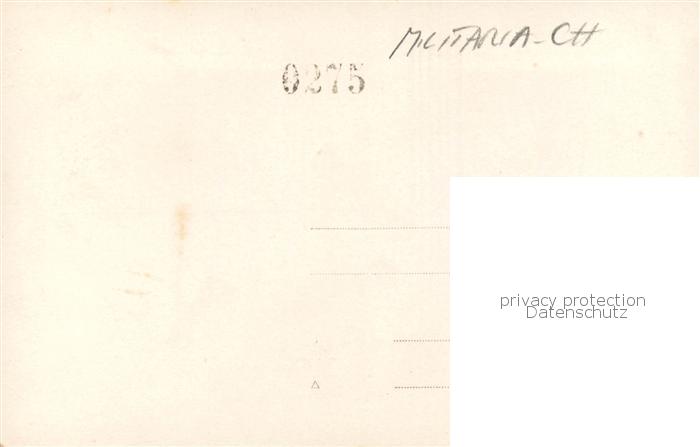 MILITARIA-CH
0275
privacy protection
Datenschutz